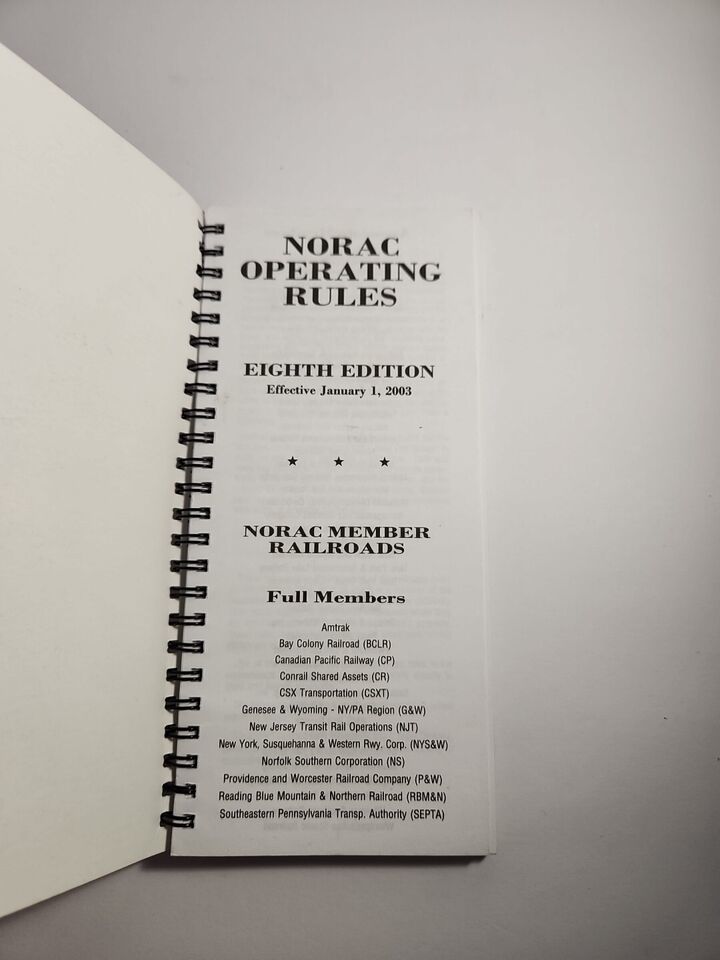 NORAC
OPERATING
RULES
EIGHTH EDITION
Effective January 1, 2003
★ ★ ★
NORAC MEMBER
RAILROADS
Full Members
Amtrak
Bay Colony Railroad (BCLR)
Canadian Pacific Railway (CP)
Conrail Shared Assets (CR)
CSX Transportation (CSXT)
Genesee & Wyoming - NY/PA Region (G&W)
New Jersey Transit Rail Operations (NJT)
New York, Susquehanna & Western Rwy. Corp. (NYS&W)
Norfolk Southern Corporation (NS)
Providence and Worcester Railroad Company (P&W)
Reading Blue Mountain & Northern Railroad (RBM&N)
Southeastern Pennsylvania Transp. Authority (SEPTA)